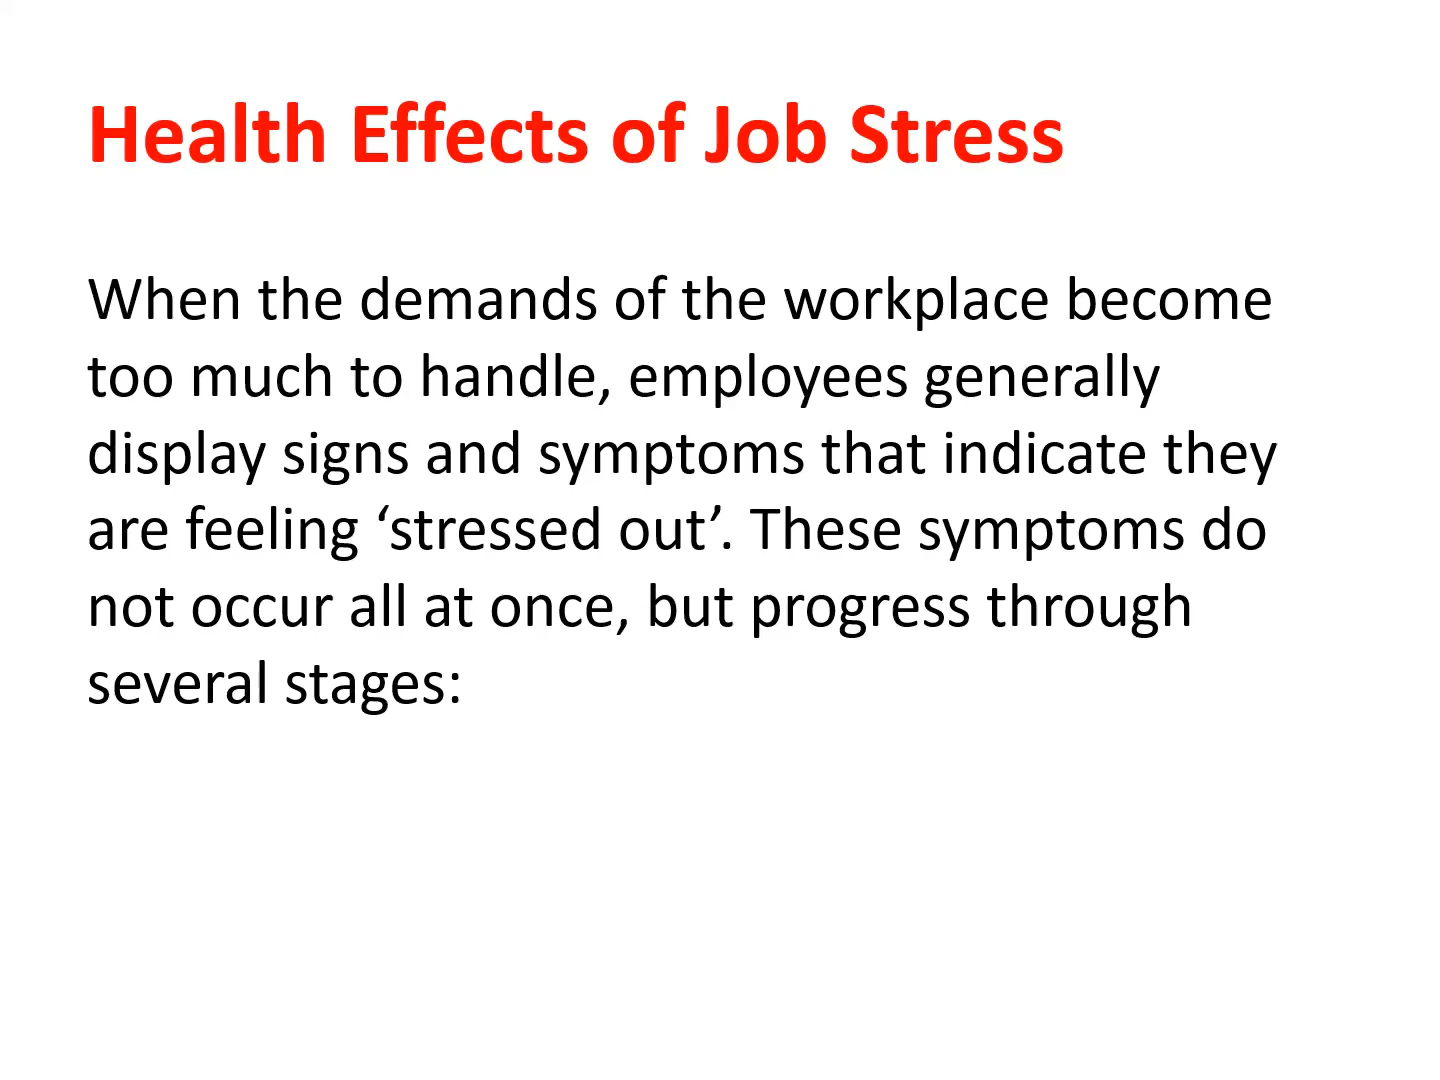 Health Effects of Job Stress
When the demands of the workplace become
too much to handle, employees generally
display signs and symptoms that indicate they
are feeling ‘stressed out’. These symptoms do
not occur all at once, but progress through
several stages: